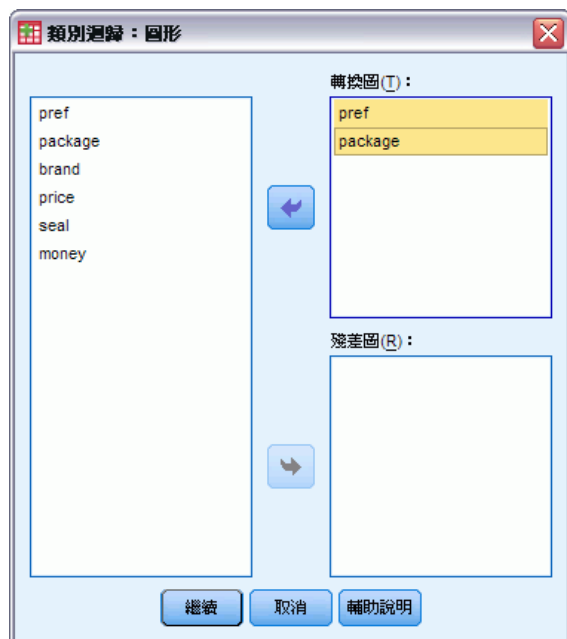 類別迴歸：圖形
轉換圖(T)：
pref
package
brand
price
seal
money
pref
package
殘差圖(R)：
繼續
取消
輔助說明